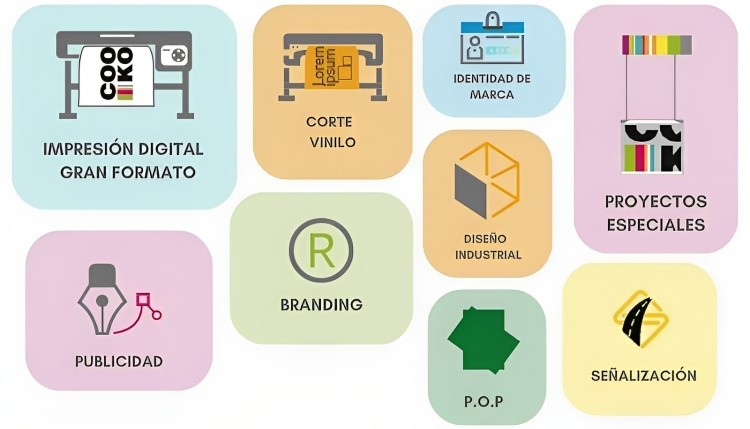 COO
KO
IMPRESIÓN DIGITAL
GRAN FORMATO
Lorem
ipsum
CORTE
VINILO
IDENTIDAD DE
MARCA
DISEÑO
INDUSTRIAL
PROYECTOS
ESPECIALES
PUBLICIDAD
R
BRANDING
P.O.P
SEÑALIZACIÓN